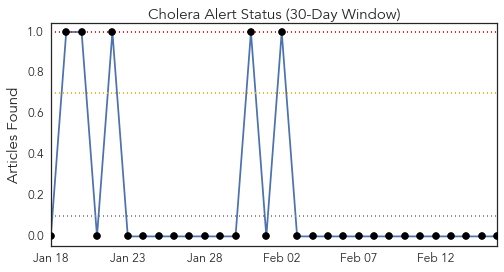 Cholera Alert Status (30-Day Window)
Articles Found
1.0
0.8
0.6
0.4
0.2
0.0
Jan 18 Jan 23 Jan 28 Feb 02 Feb 07 Feb 12